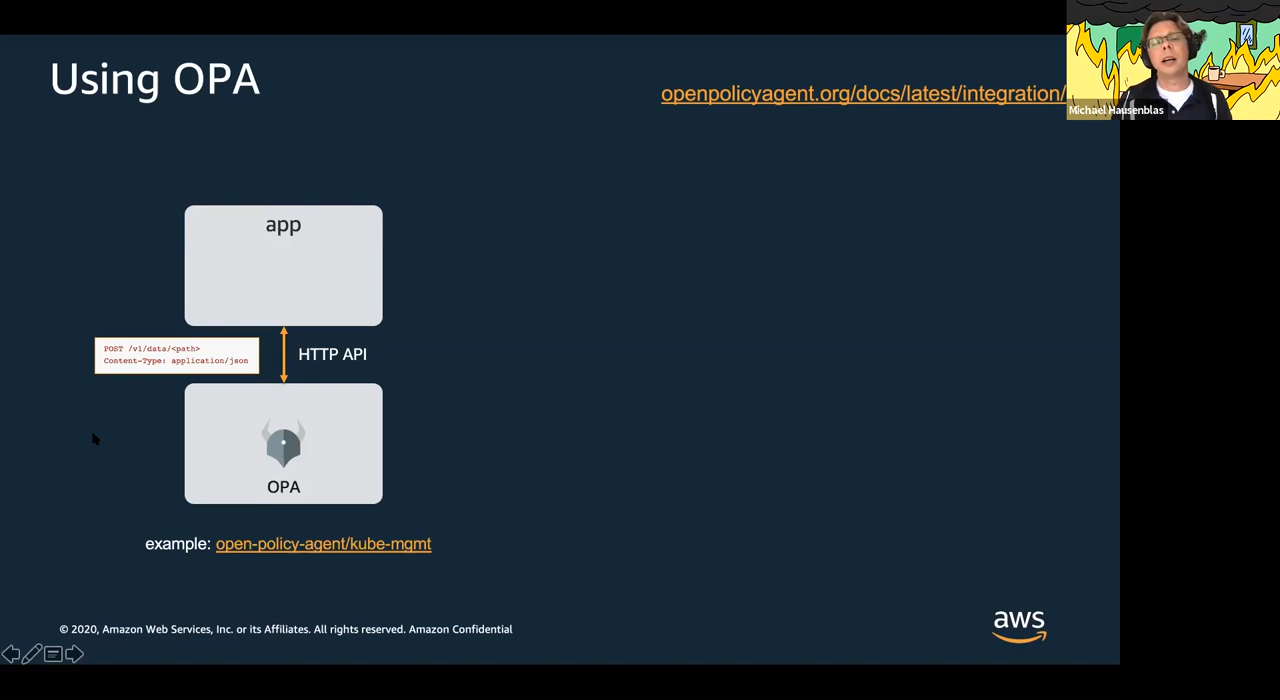 Using OPA
openpolicyagent.org/docs/latest/integration/
Michael Hausenblas
app
POST /v1/data/<path>
Content-Type: application/json
HTTP API
OPA
example: open-policy-agent/kube-mgmt
© 2020, Amazon Web Services, Inc. or its Affiliates. All rights reserved. Amazon Confidential
aws